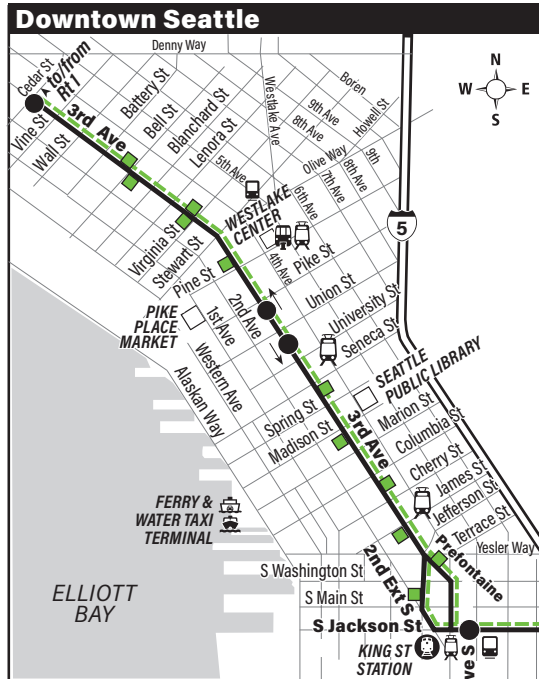 Downtown Seattle
Denny Way
Cedar St
to/from
Rt 1
Battery St
Bell St
Blanchard St
Lenora St
Westlake Ave
Boren
Howell St
9th Ave
8th Ave
N
W
E
S
Vine St
Wall St
3rd Ave
5th Ave
Olive Way
9th
8th Ave
7th Ave
6th Ave
WESTLAKE
CENTER
4th Ave
Pike St
5
Virginia St
Stewart St
Pine St
Union St
University St
Seneca St
PIKE
PLACE
MARKET
1st Ave
2nd Ave
Western Ave
Alaskan Way
SEATTLE
PUBLIC LIBRARY
Spring St
Madison St
3rd Ave
Marion St
Columbia St
Cherry St
James St
Jefferson St
Terrace St
Yesler Way
Prefontaine
FERRY &
WATER TAXI
TERMINAL
2nd Ext S
S Washington St
S Main St
S Jackson St
ELLIOTT
BAY
KING ST
STATION
ve S